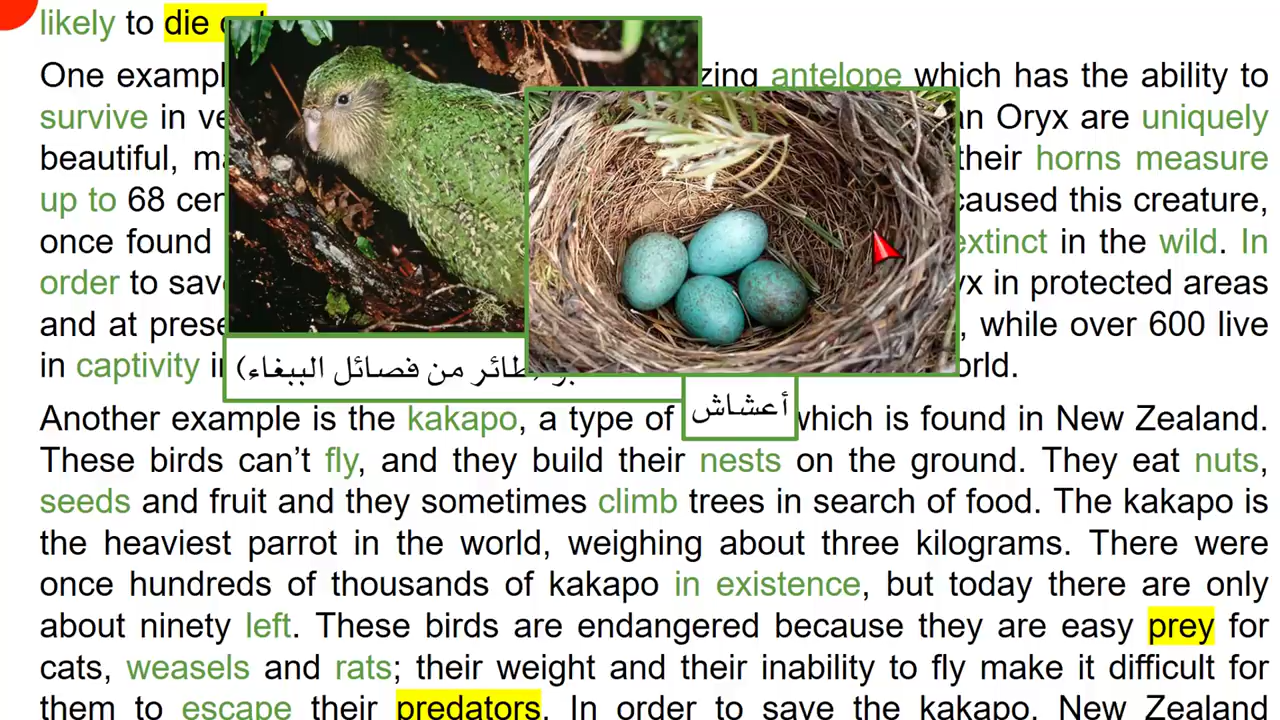 likely to die
One zing antelope which has the ability to
survive in an Oryx are uniquely
beautiful, their horns measure
up to 68 caused this creature,
once found extinct in the wild. In
order to in protected areas
and at , while over 600 live
in captivity
(طائر من فصائل الببغاء)
أعشاش
Another example is the kakapo, a type of which is found in New Zealand.
These birds can’t fly, and they build their nests on the ground. They eat nuts,
seeds and fruit and they sometimes climb trees in search of food. The kakapo is
the heaviest parrot in the world, weighing about three kilograms. There were
once hundreds of thousands of kakapo in existence, but today there are only
about ninety left. These birds are endangered because they are easy prey for
cats, weasels and rats; their weight and their inability to fly make it difficult for
them to escape their predators. In order to save the kakapo, New Zealand